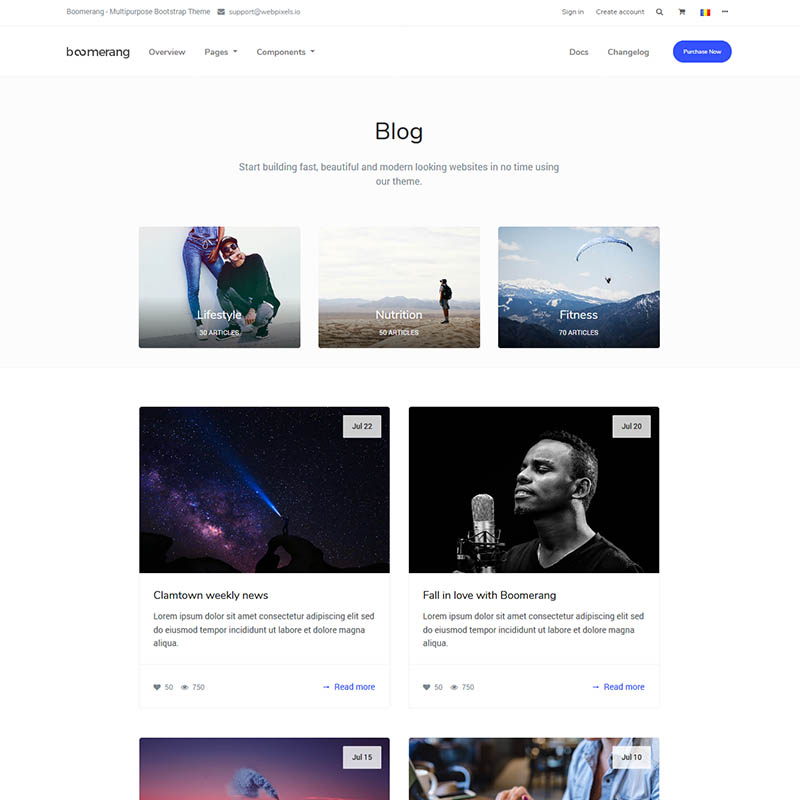 Boomerang - Multipurpose Bootstrap Theme support@webpixels.io Sign in Create account
boomerang Overview Pages Components Docs Changelog Purchase Now
Blog
Start building fast, beautiful and modern looking websites in no time using
our theme.
Lifestyle Nutrition Fitness
30 ARTICLES 50 ARTICLES 70 ARTICLES
Jul 22
Jul 20
Clamtown weekly news
Lorem ipsum dolor sit amet consectetur adipiscing elit sed
do eiusmod tempor incididunt ut labore et dolore magna
aliqua.
50 750 → Read more
Fall in love with Boomerang
Lorem ipsum dolor sit amet consectetur adipiscing elit sed
do eiusmod tempor incididunt ut labore et dolore magna
aliqua.
50 750 → Read more
Jul 15
Jul 10